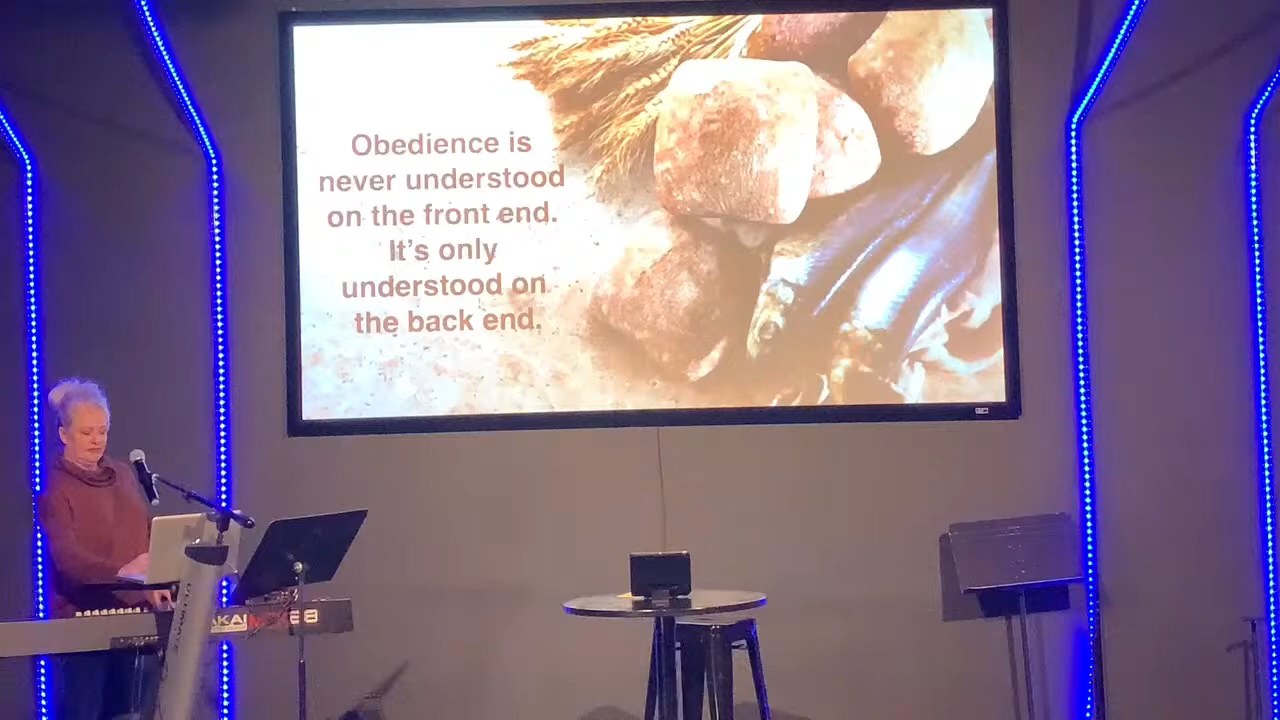 Obedience is
never understood
on the front end.
It's only
understood on
the back end.
AKAI